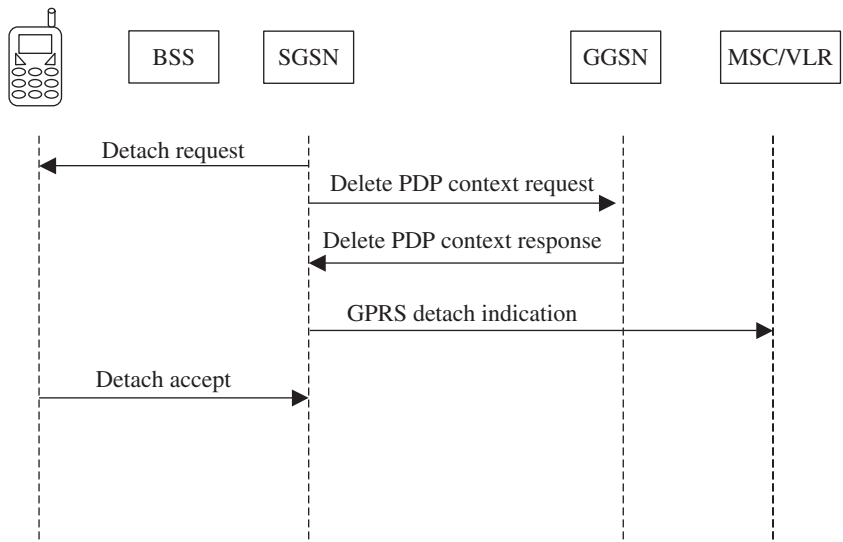 BSS
SGSN
GGSN
MSC/VLR
Detach request
Delete PDP context request
Delete PDP context response
GPRS detach indication
Detach accept